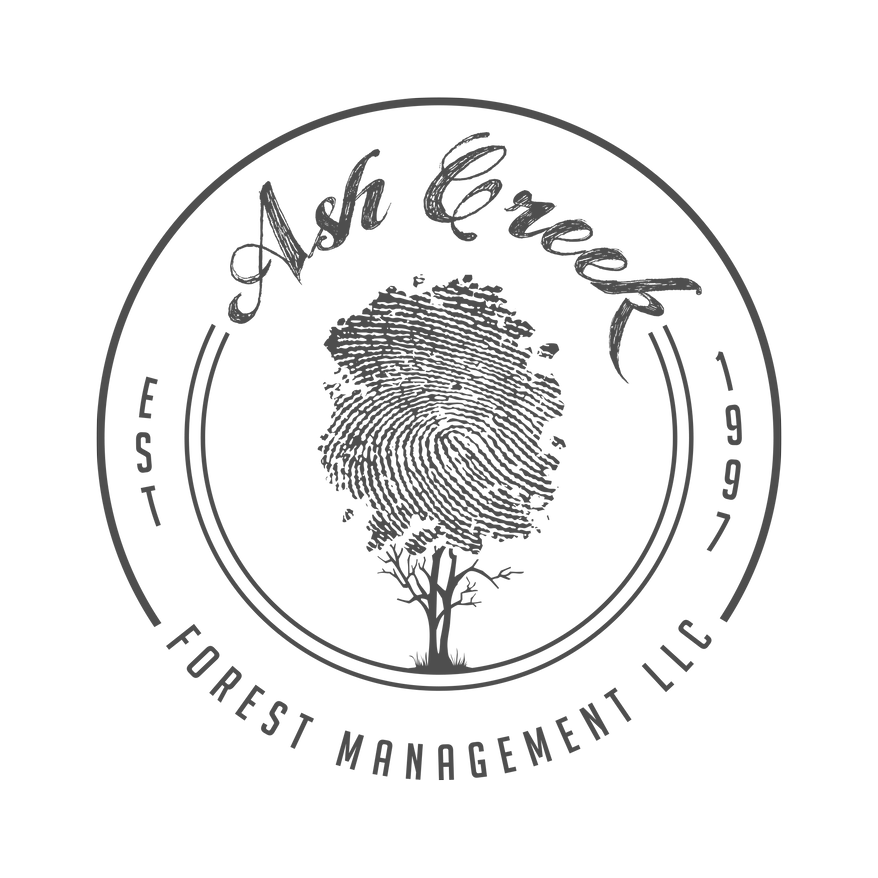 Ash Creek
EST
1997
FOREST MANAGEMENT LLC